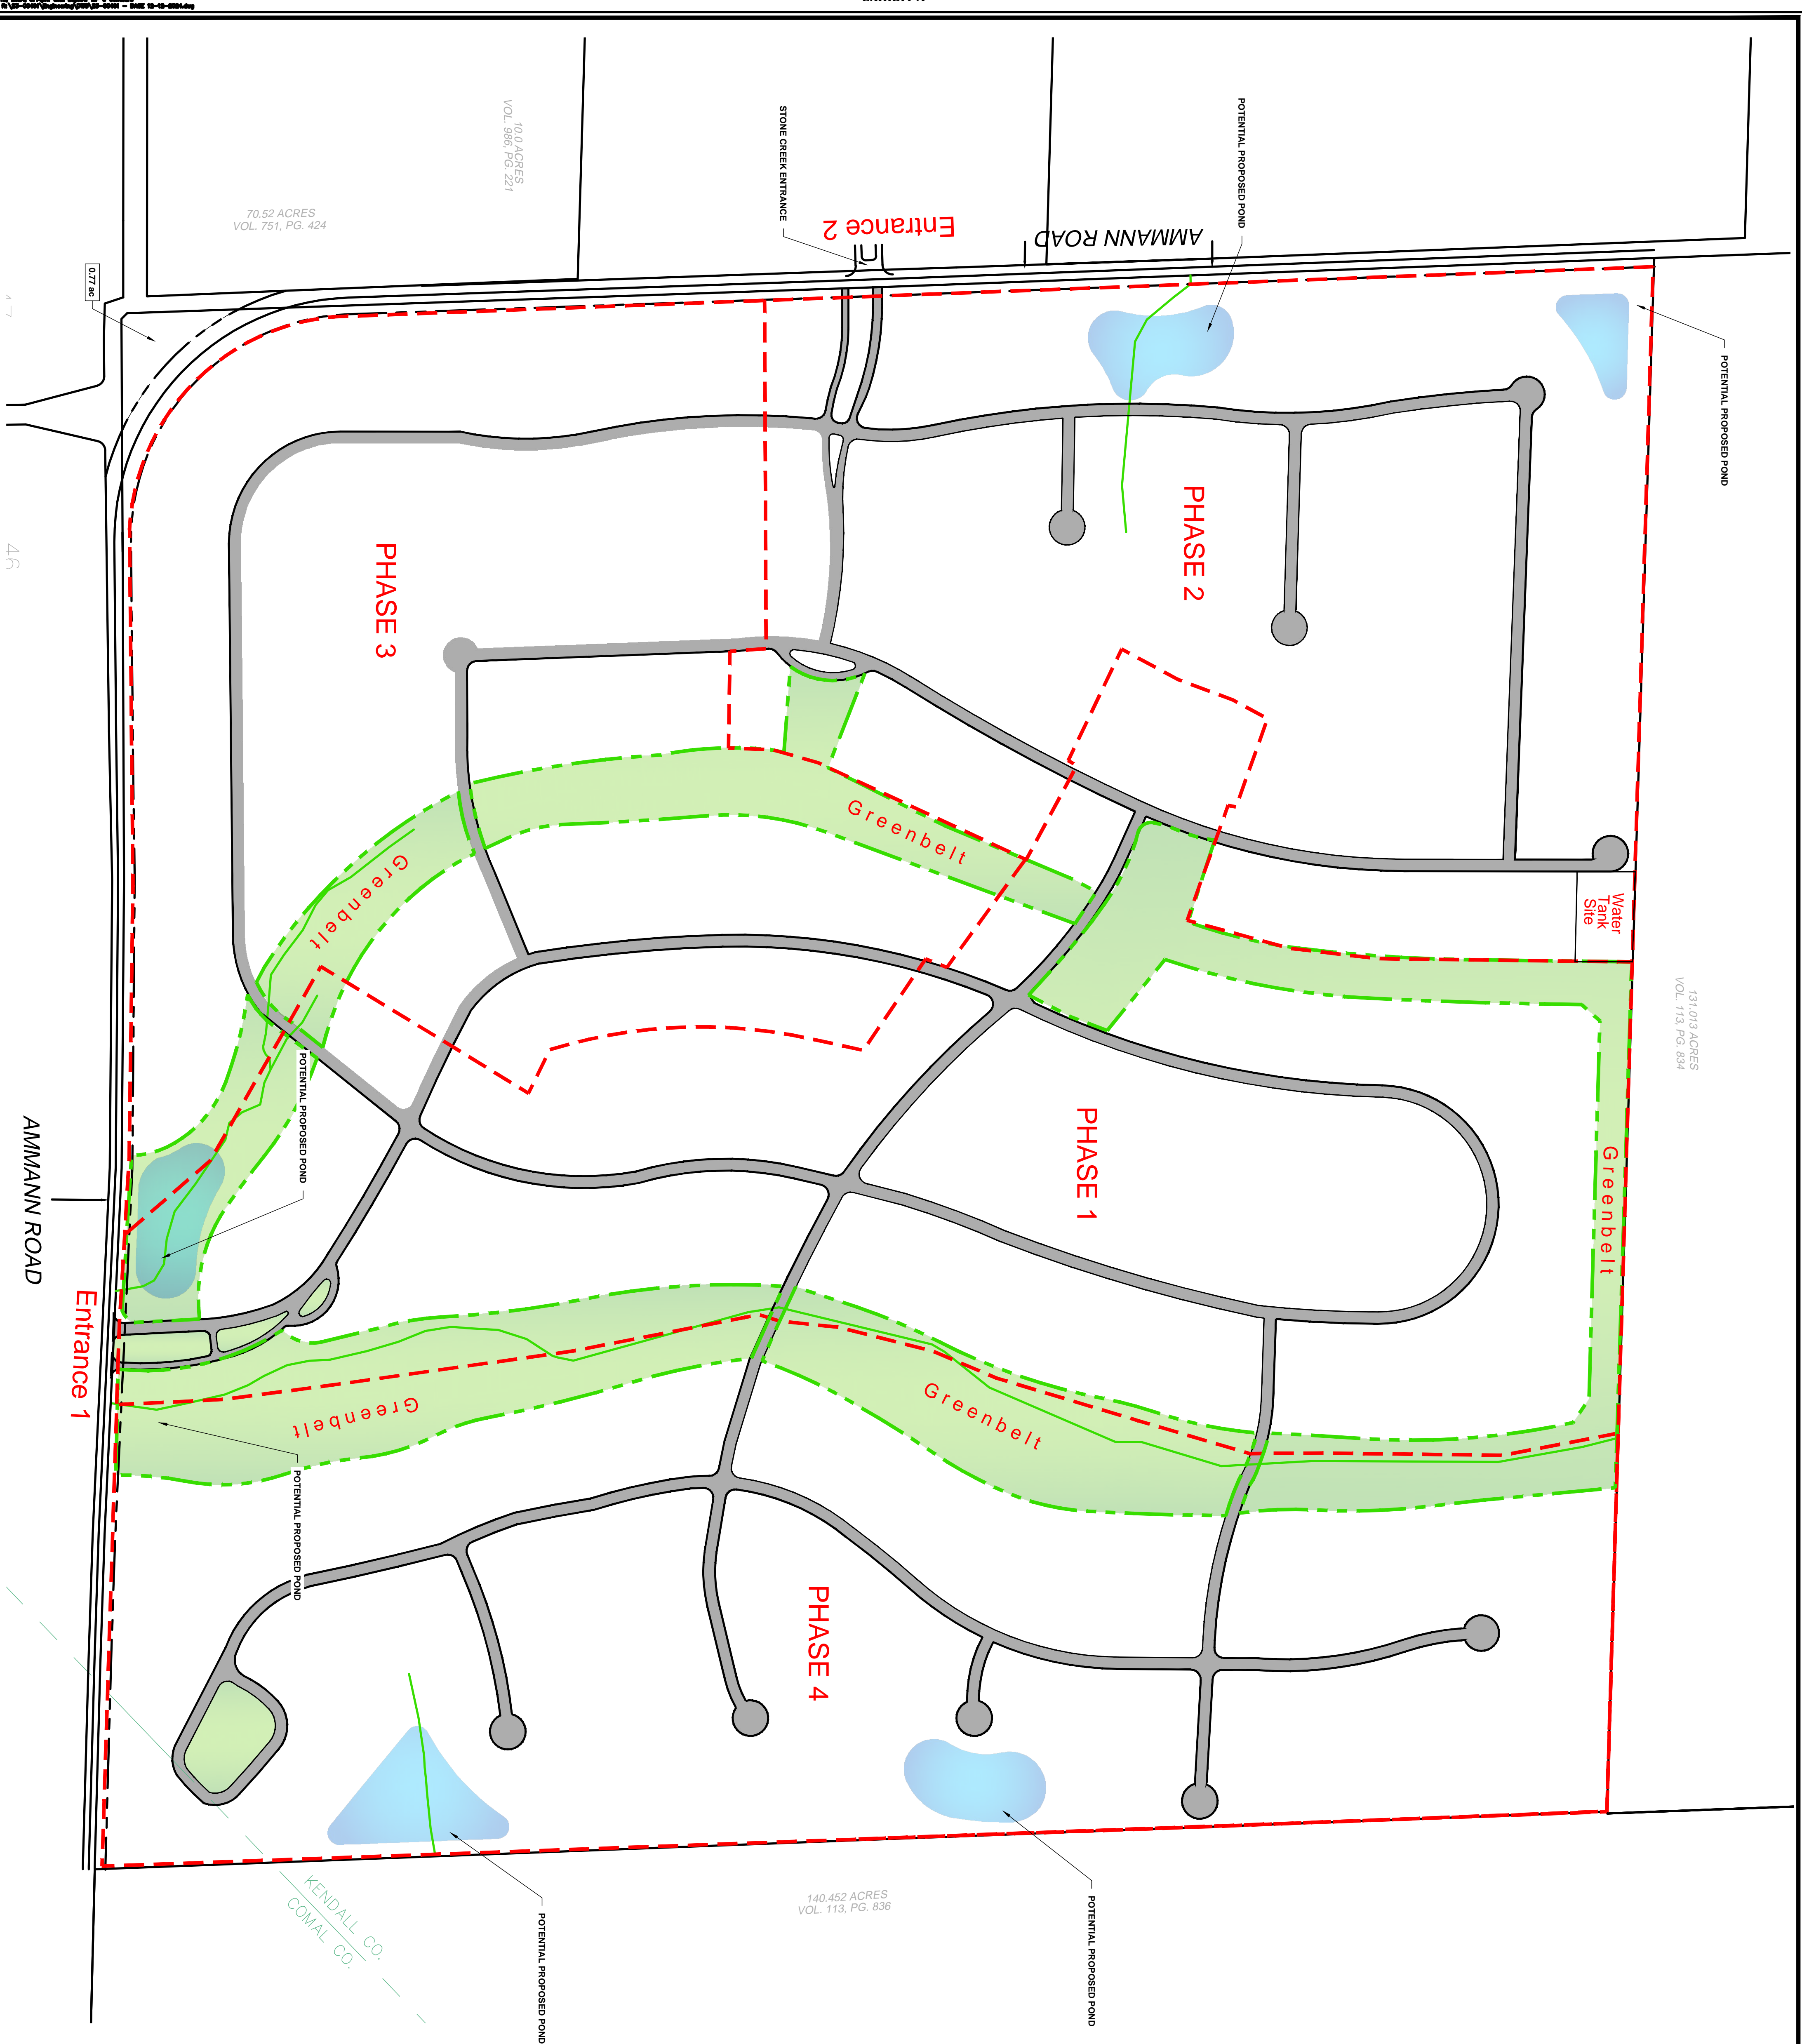 10.0 ACRES
VOL. 986, PG. 221
70.52 ACRES
VOL. 751, PG. 424
STONE CREEK ENTRANCE
Entrance 2
AMMANN ROAD
POTENTIAL PROPOSED POND
POTENTIAL PROPOSED POND
0.77 ac
46
PHASE 2
PHASE 3
Greenbelt
Greenbelt
Water
Tank
Site
131.013 ACRES
VOL. 113, PG. 834
POTENTIAL PROPOSED POND
PHASE 1
Greenbelt
AMMANN ROAD
Entrance 1
Greenbelt
Greenbelt
POTENTIAL PROPOSED POND
PHASE 4
KENDALL CO.
COMAL CO.
140.452 ACRES
VOL. 113, PG. 836
POTENTIAL PROPOSED POND
POTENTIAL PROPOSED POND